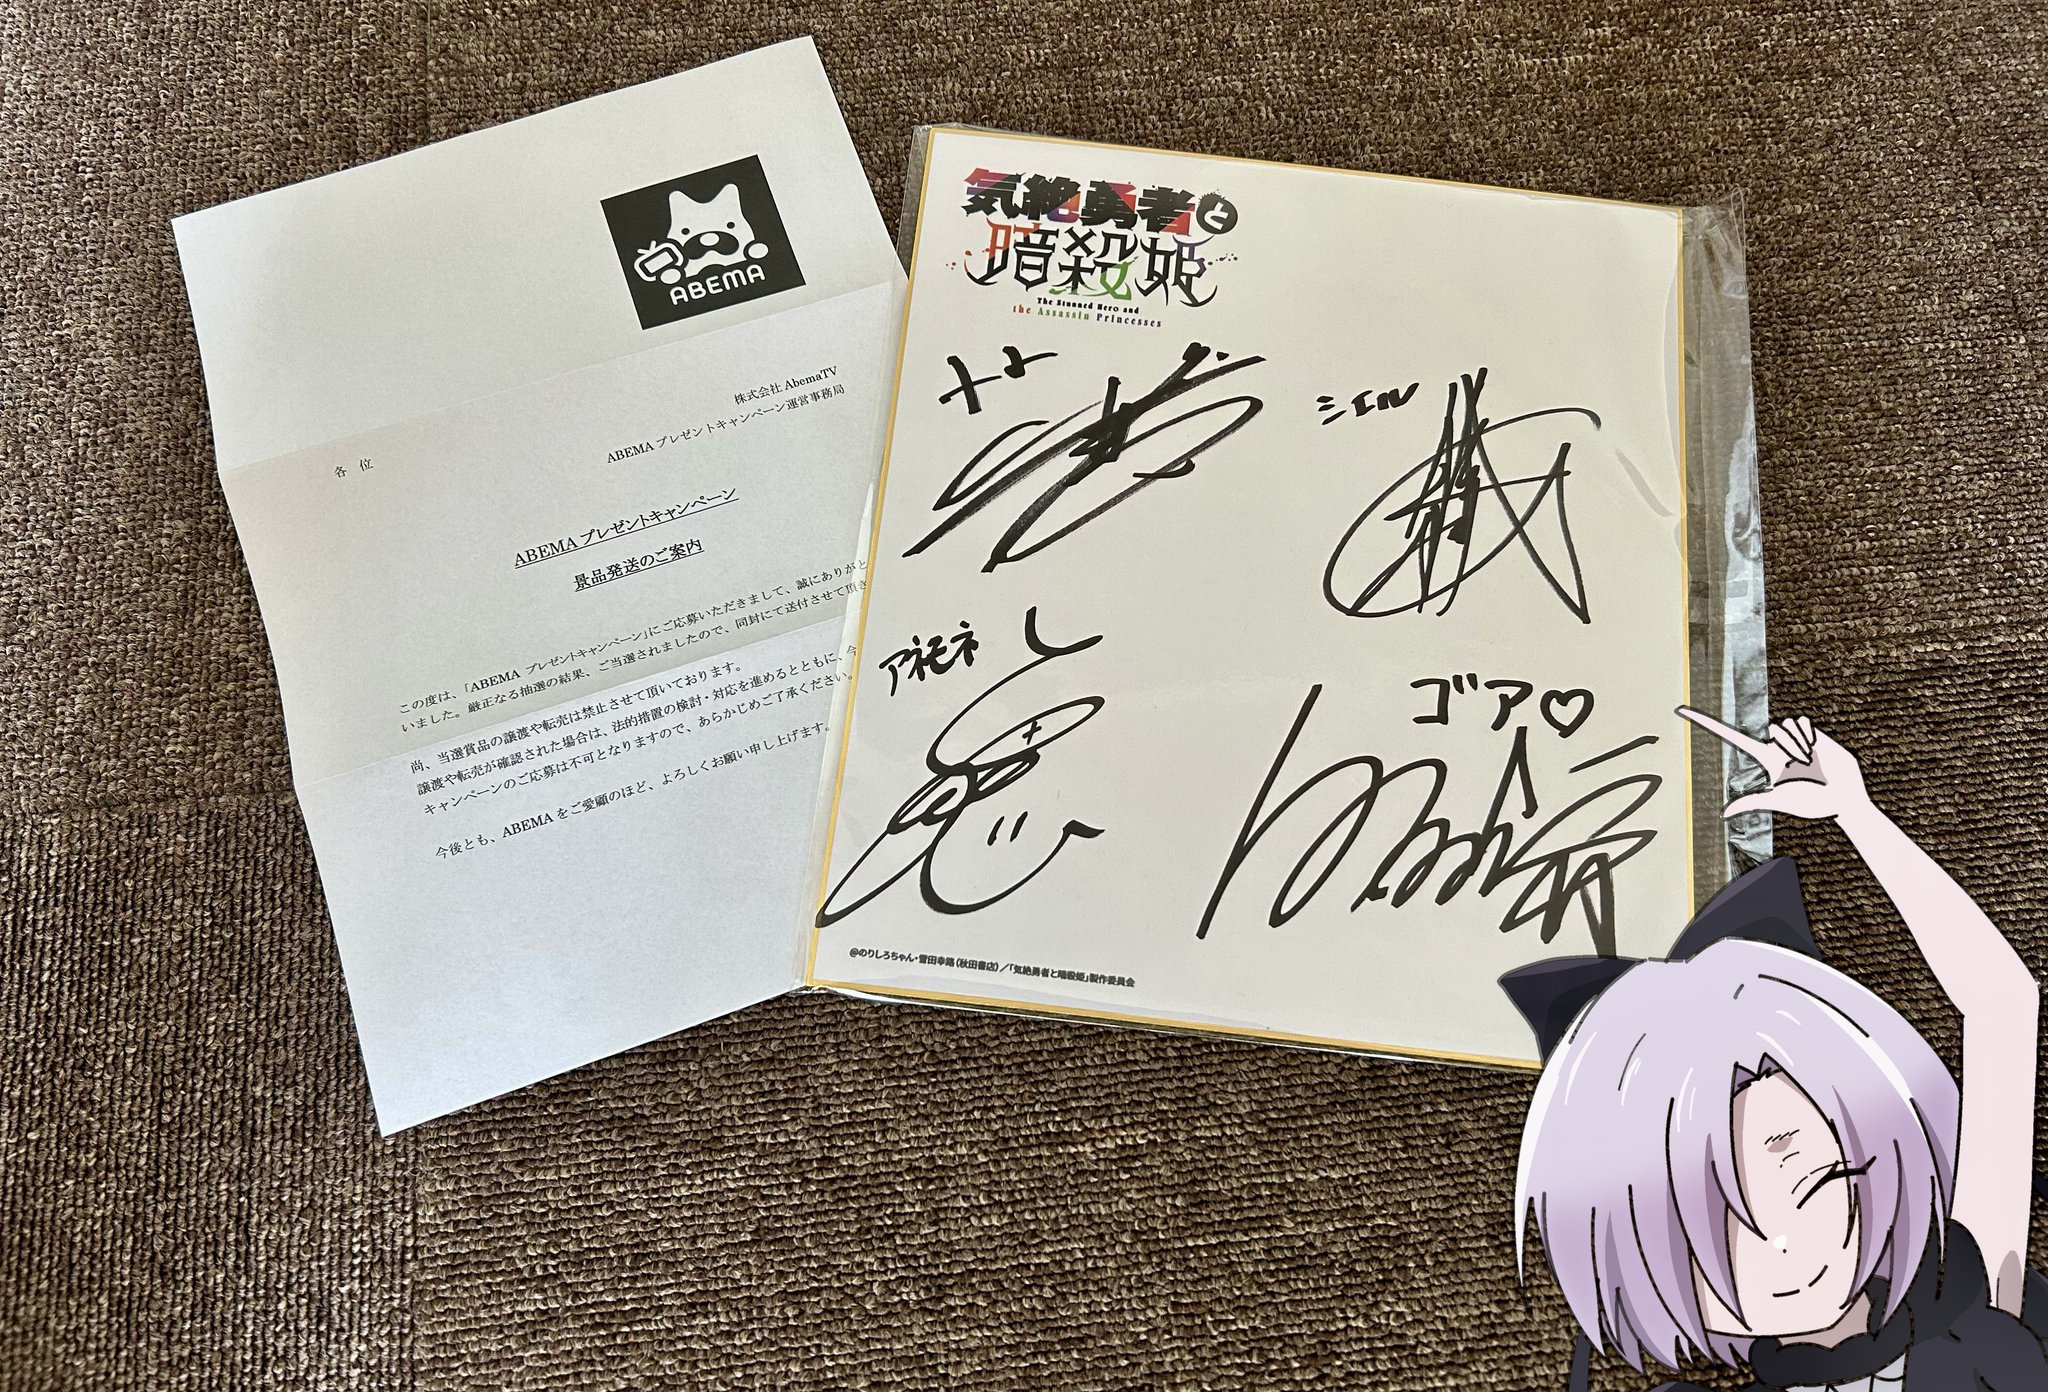 ABEMA
株式会社 AbemaTV
ABEMA プレゼントキャンペーン運営事務局
各 位
ABEMA プレゼントキャンペーン
景品発送のご案内
この度は、「ABEMA プレゼントキャンペーン」にご応募いただきまして、誠にありがと
いました。厳正なる抽選の結果、ご当選されましたので、同封にて送付させて頂き
尚、当選賞品の譲渡や転売は禁止させて頂いております。
譲渡や転売が確認された場合は、法的措置の検討・対応を進めるとともに、今
キャンペーンのご応募は不可となりますので、あらかじめご了承ください。
今後とも、ABEMA をご愛顧のほど、よろしくお願い申し上げます。
気絶勇者と
暗殺姫
The Stunned Hero and
the Assassin Princesses
トト
シエル
アネモネ
ゴア♡
@のりしろちゃん・雪田幸路(秋田書店)/「気絶勇者と暗殺姫」製作委員会